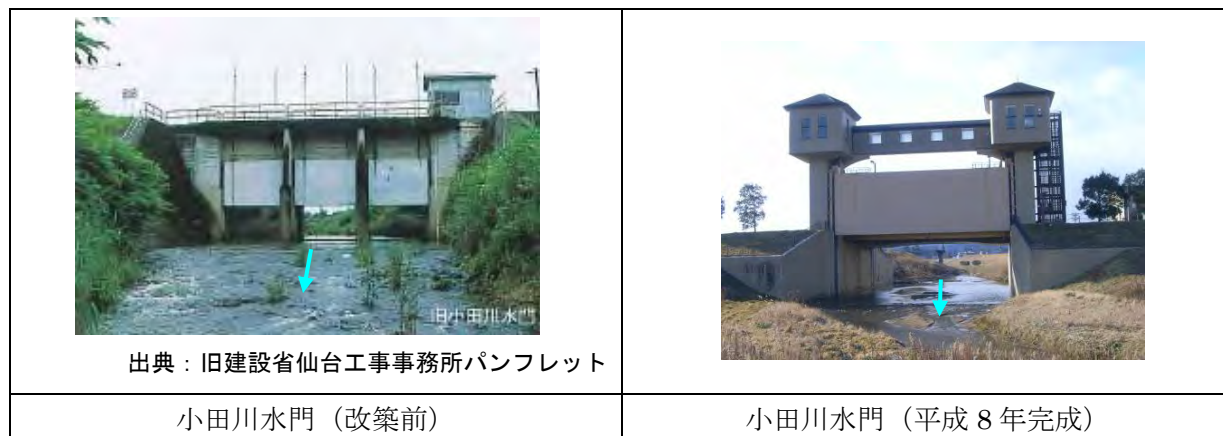 旧小田川水門
出典：旧建設省仙台工事事務所パンフレット
小田川水門（改築前）
小田川水門（平成 8 年完成）